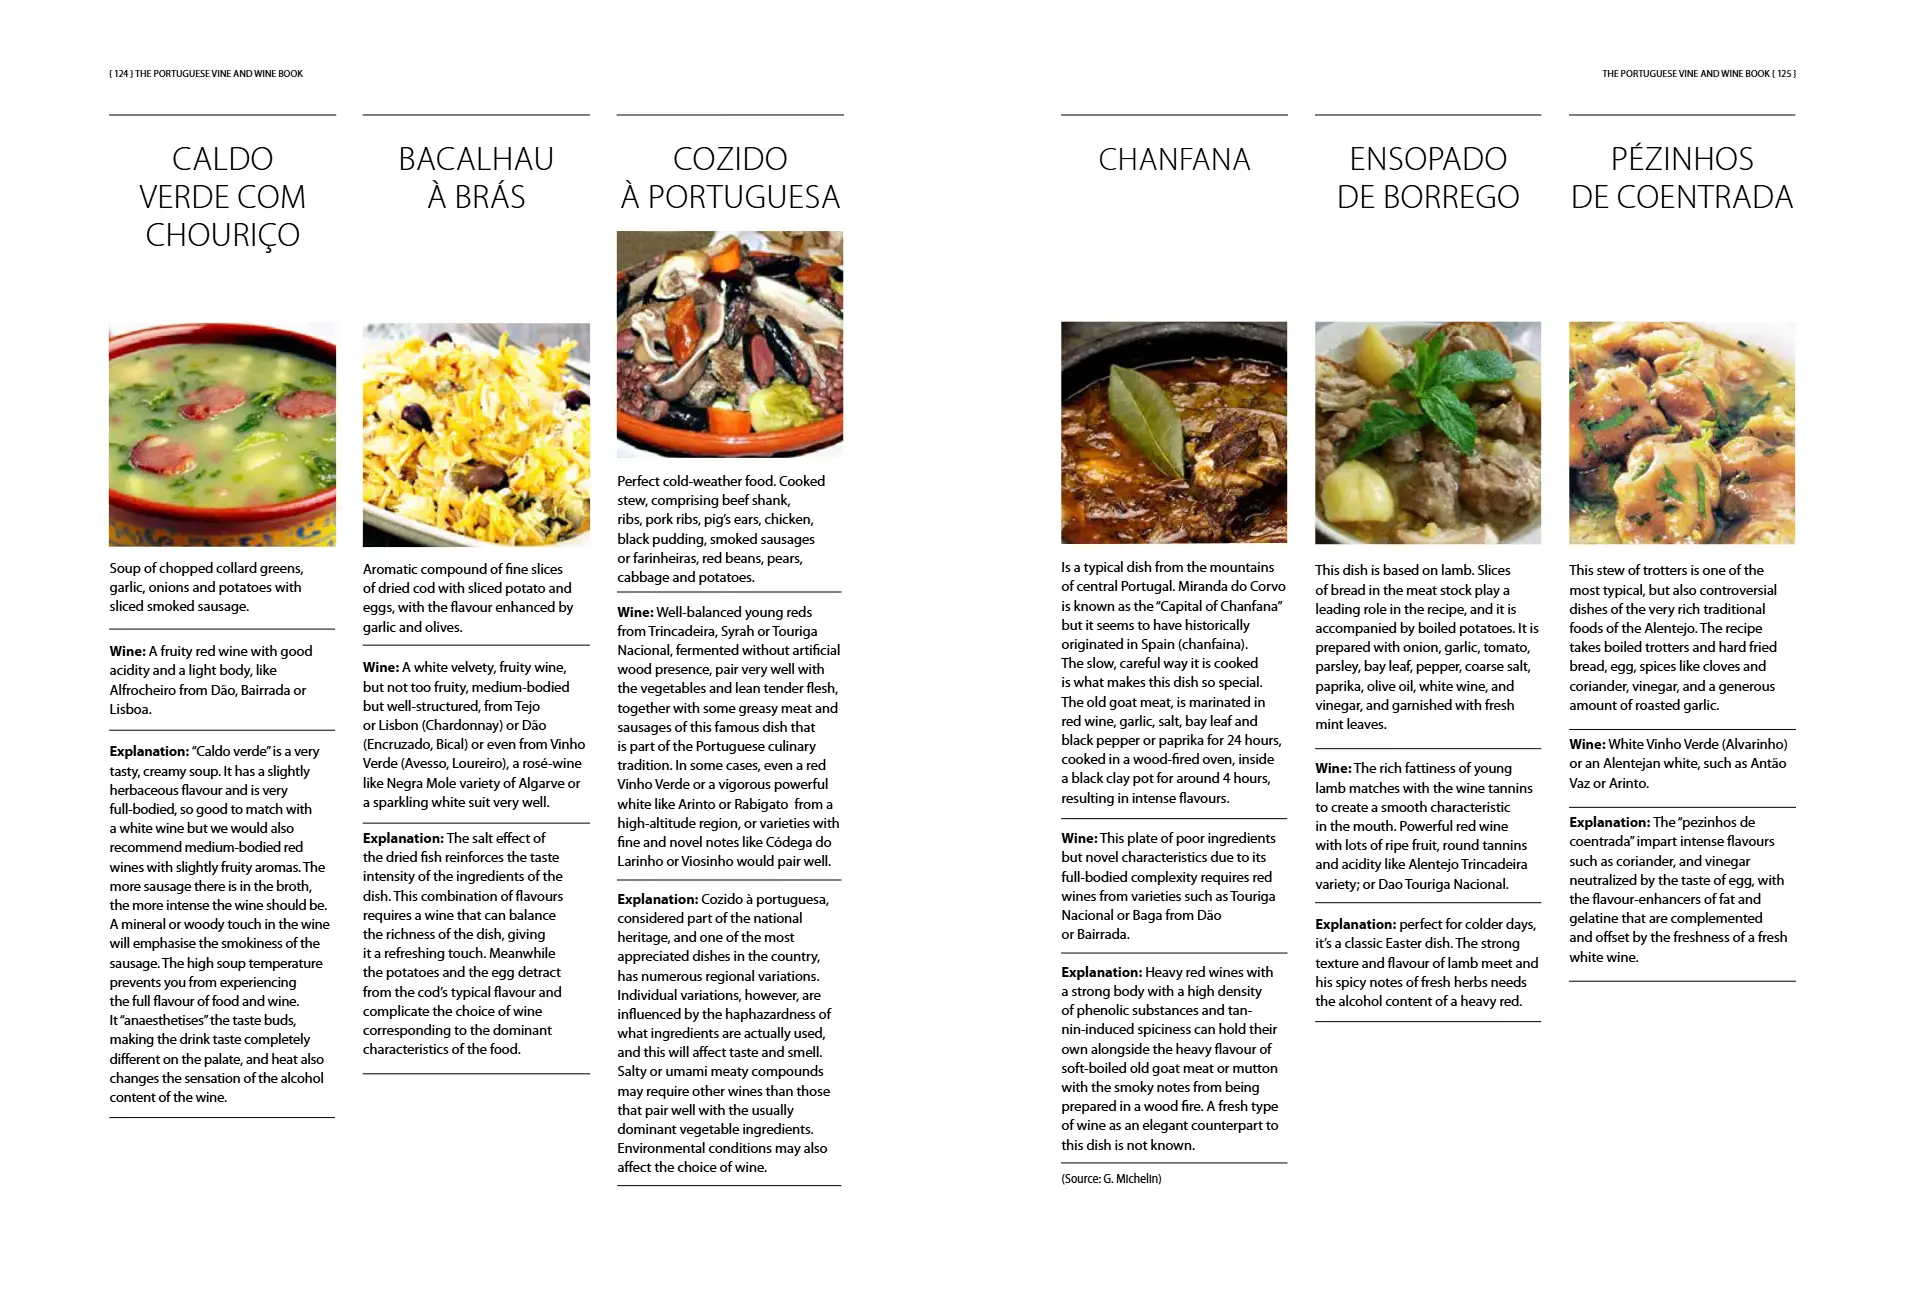 { 124 } THE PORTUGUESE VINE AND WINE BOOK
CALDO
VERDE COM
CHOURIÇO
Soup of chopped collard greens,
garlic, onions and potatoes with
sliced smoked sausage.
Wine: A fruity red wine with good
acidity and a light body, like
Alfrocheiro from Dão, Bairrada or
Lisboa.
Explanation: “Caldo verde” is a very
tasty, creamy soup. It has a slightly
herbaceous flavour and is very
full-bodied, so good to match with
a white wine but we would also
recommend medium-bodied red
wines with slightly fruity aromas. The
more sausage there is in the broth,
the more intense the wine should be.
A mineral or woody touch in the wine
will emphasise the smokiness of the
sausage. The high soup temperature
prevents you from experiencing
the full flavour of food and wine.
It “anaesthetises” the taste buds,
making the drink taste completely
different on the palate, and heat also
changes the sensation of the alcohol
content of the wine.
BACALHAU
À BRÁS
Aromatic compound of fine slices
of dried cod with sliced potato and
eggs, with the flavour enhanced by
garlic and olives.
Wine: A white velvety, fruity wine,
but not too fruity, medium-bodied
but well-structured, from Tejo
or Lisbon (Chardonnay) or Dão
(Encruzado, Bical) or even from Vinho
Verde (Avesso, Loureiro), a rosé-wine
like Negra Mole variety of Algarve or
a sparkling white suit very well.
Explanation: The salt effect of
the dried fish reinforces the taste
intensity of the ingredients of the
dish. This combination of flavours
requires a wine that can balance
the richness of the dish, giving
it a refreshing touch. Meanwhile
the potatoes and the egg detract
from the cod’s typical flavour and
complicate the choice of wine
corresponding to the dominant
characteristics of the food.
COZIDO
À PORTUGUESA
Perfect cold-weather food. Cooked
stew, comprising beef shank,
ribs, pork ribs, pig’s ears, chicken,
black pudding, smoked sausages
or farinheiras, red beans, pears,
cabbage and potatoes.
Wine: Well-balanced young reds
from Trincadeira, Syrah or Touriga
Nacional, fermented without artificial
wood presence, pair very well with
the vegetables and lean tender flesh,
together with some greasy meat and
sausages of this famous dish that
is part of the Portuguese culinary
tradition. In some cases, even a red
Vinho Verde or a vigorous powerful
white like Arinto or Rabigato from a
high-altitude region, or varieties with
fine and novel notes like Códega do
Larinho or Viosinho would pair well.
Explanation: Cozido à portuguesa,
considered part of the national
heritage, and one of the most
appreciated dishes in the country,
has numerous regional variations.
Individual variations, however, are
influenced by the haphazardness of
what ingredients are actually used,
and this will affect taste and smell.
Salty or umami meaty compounds
may require other wines than those
that pair well with the usually
dominant vegetable ingredients.
Environmental conditions may also
affect the choice of wine.
THE PORTUGUESE VINE AND WINE BOOK { 125 }
CHANFANA
Is a typical dish from the mountains
of central Portugal. Miranda do Corvo
is known as the “Capital of Chanfana”
but it seems to have historically
originated in Spain (chanfaina).
The slow, careful way it is cooked
is what makes this dish so special.
The old goat meat, is marinated in
red wine, garlic, salt, bay leaf and
black pepper or paprika for 24 hours,
cooked in a wood-fired oven, inside
a black clay pot for around 4 hours,
resulting in intense flavours.
Wine: This plate of poor ingredients
but novel characteristics due to its
full-bodied complexity requires red
wines from varieties such as Touriga
Nacional or Baga from Dão
or Bairrada.
Explanation: Heavy red wines with
a strong body with a high density
of phenolic substances and tan-
nin-induced spiciness can hold their
own alongside the heavy flavour of
soft-boiled old goat meat or mutton
with the smoky notes from being
prepared in a wood fire. A fresh type
of wine as an elegant counterpart to
this dish is not known.
(Source: G. Michelin)
ENSOPADO
DE BORREGO
This dish is based on lamb. Slices
of bread in the meat stock play a
leading role in the recipe, and it is
accompanied by boiled potatoes. It is
prepared with onion, garlic, tomato,
parsley, bay leaf, pepper, coarse salt,
paprika, olive oil, white wine, and
vinegar, and garnished with fresh
mint leaves.
Wine: The rich fattiness of young
lamb matches with the wine tannins
to create a smooth characteristic
in the mouth. Powerful red wine
with lots of ripe fruit, round tannins
and acidity like Alentejo Trincadeira
variety; or Dao Touriga Nacional.
Explanation: perfect for colder days,
it’s a classic Easter dish. The strong
texture and flavour of lamb meet and
his spicy notes of fresh herbs needs
the alcohol content of a heavy red.
PÉZINHOS
DE COENTRADA
This stew of trotters is one of the
most typical, but also controversial
dishes of the very rich traditional
foods of the Alentejo. The recipe
takes boiled trotters and hard fried
bread, egg, spices like cloves and
coriander, vinegar, and a generous
amount of roasted garlic.
Wine: White Vinho Verde (Alvarinho)
or an Alentejan white, such as Antão
Vaz or Arinto.
Explanation: The “pezinhos de
coentrada” impart intense flavours
such as coriander, and vinegar
neutralized by the taste of egg, with
the flavour-enhancers of fat and
gelatine that are complemented
and offset by the freshness of a fresh
white wine.